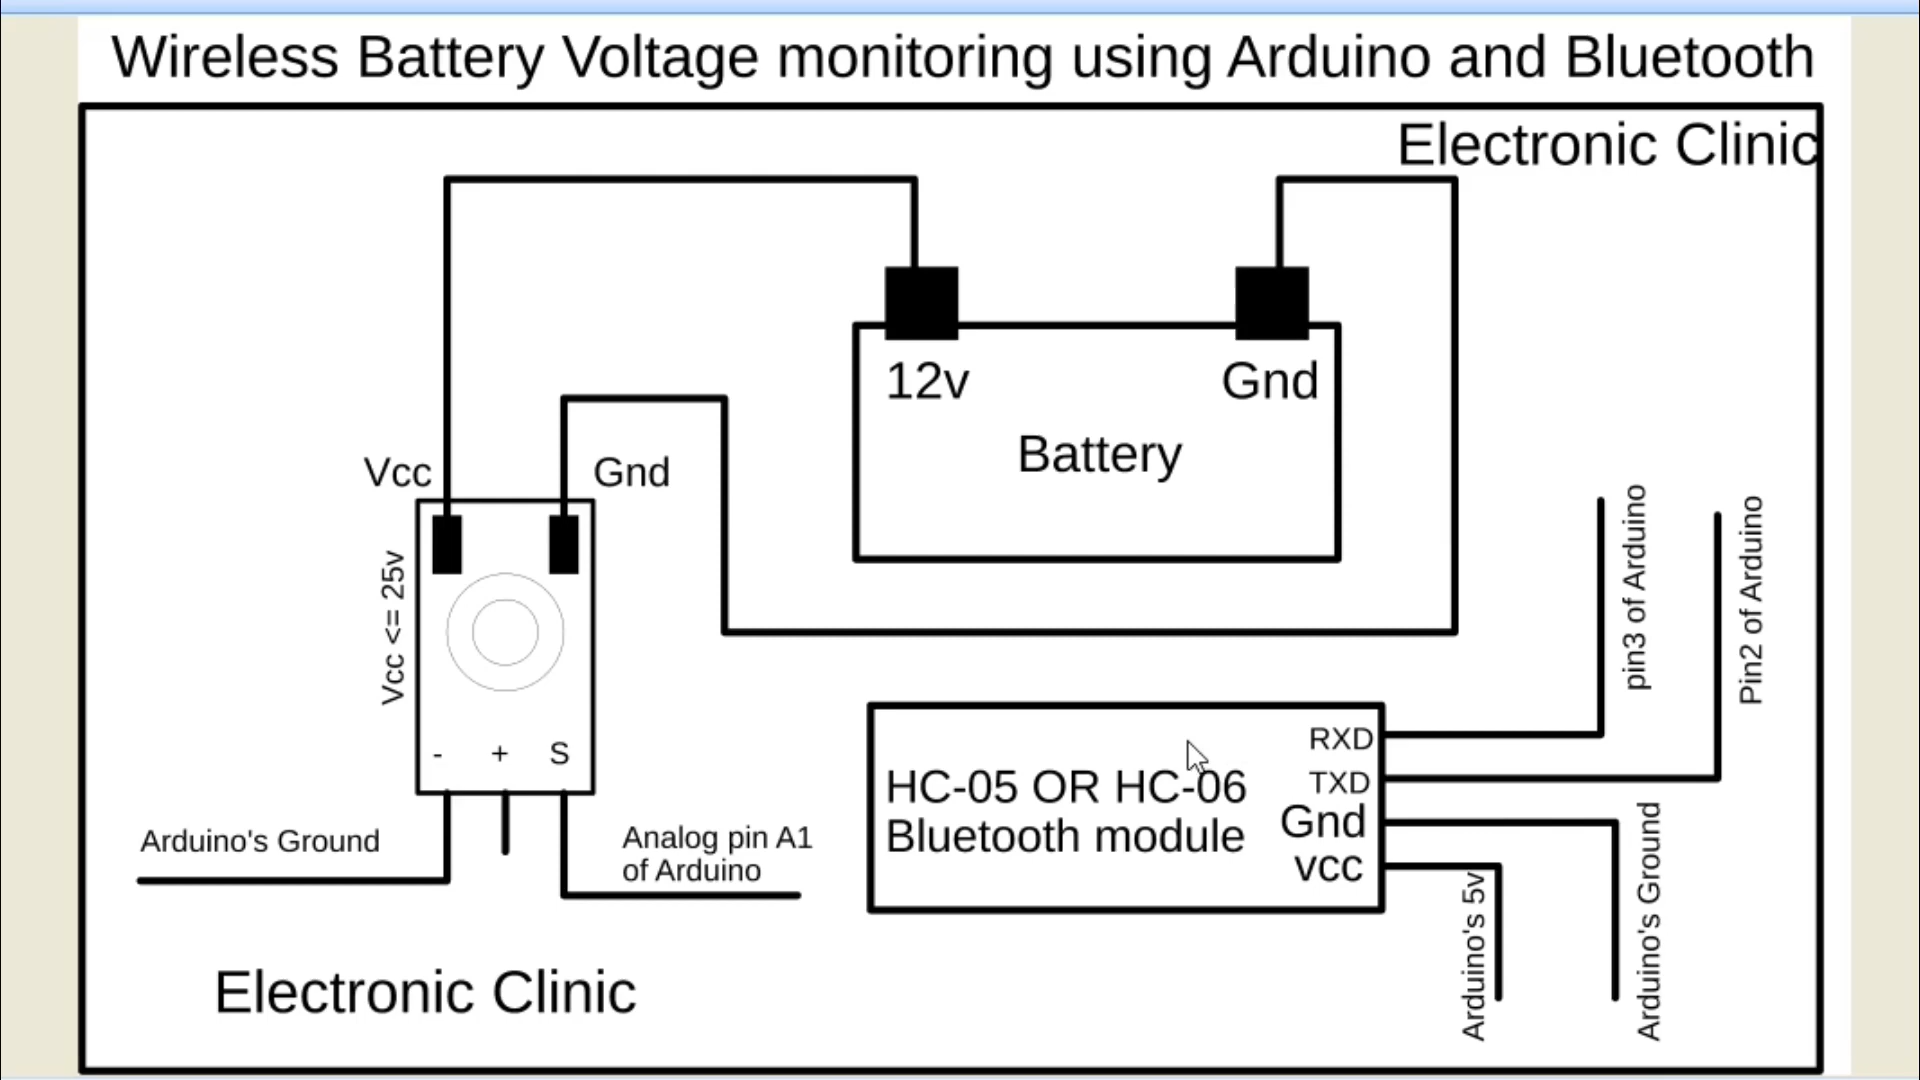 Wireless Battery Voltage monitoring using Arduino and Bluetooth
Electronic Clinic
12v
Gnd
Battery
Vcc
Gnd
Vcc <= 25v
- + S
Arduino's Ground
Analog pin A1
of Arduino
pin3 of Arduino
Pin2 of Arduino
RXD
TXD
Gnd
vcc
HC-05 OR HC-06
Bluetooth module
Arduino's 5v
Arduino's Ground
Electronic Clinic